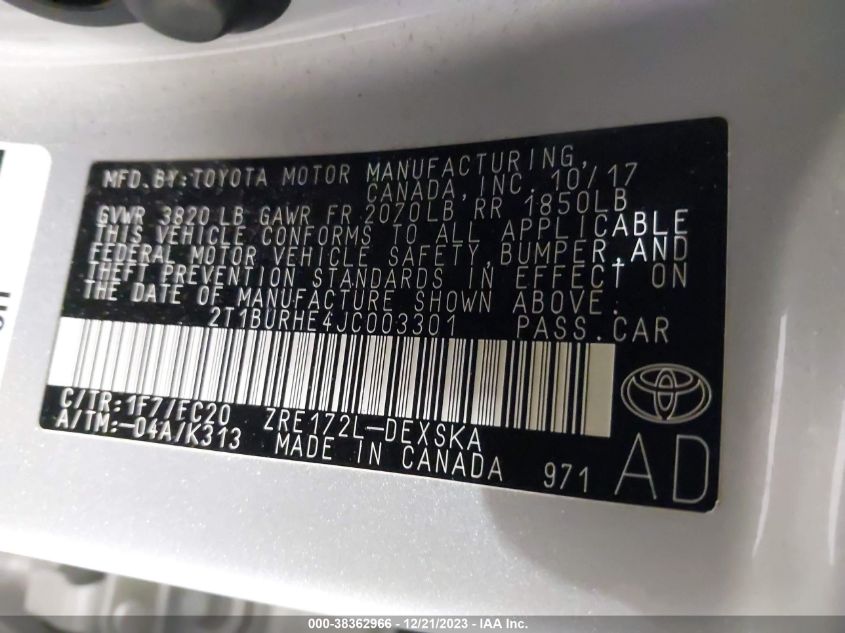 MFD.BY:TOYOTA MOTOR MANUFACTURING,
CANADA,INC. 10/17
GVWR 3820 LB GAWR FR 2070LB RR 1850LB
THIS VEHICLE CONFORMS TO ALL APPLICABLE
FEDERAL MOTOR VEHICLE SAFETY,BUMPER,AND
THEFT PREVENTION STANDARDS IN EFFECT ON
THE DATE OF MANUFACTURE SHOWN ABOVE.
2T1BURHE4JC003301 PASS.CAR
C/TR:1F7/EC20 ZRE172L-DEXSKA
A/TM:-04A/K313 MADE IN CANADA 971
AD
000-38362966 - 12/21/2023 - IAA Inc.